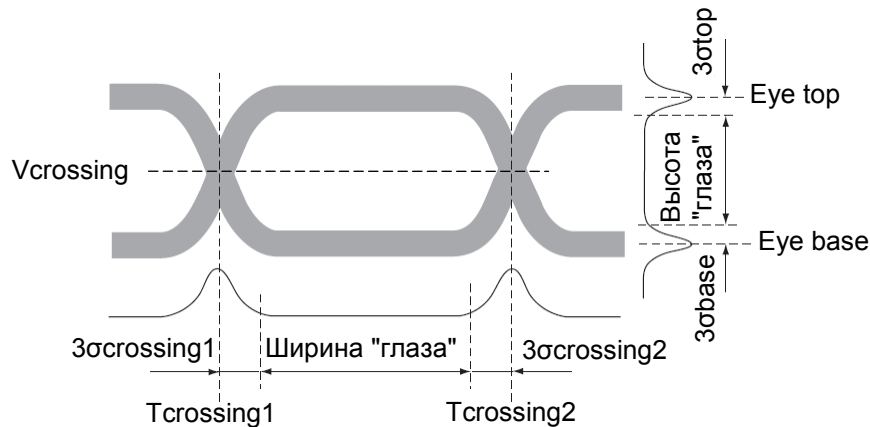 3σtop
Eye top
Vcrossing
Высота
"глаза"
Eye base
3σbase
3σcrossing1
Ширина "глаза"
3σcrossing2
Tcrossing1
Tcrossing2